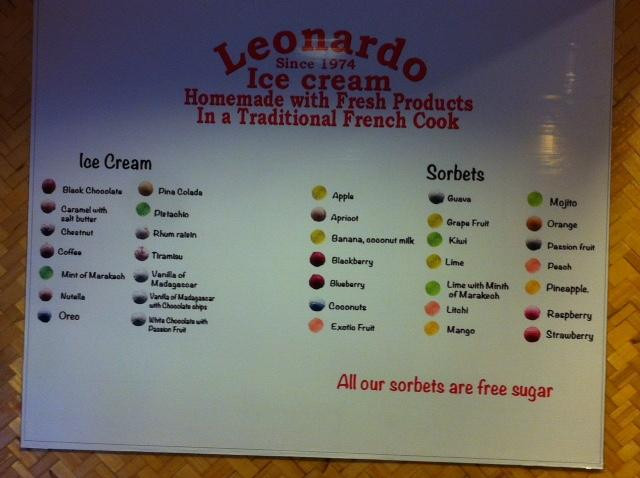 Leonardo
Since 1974
Ice cream
Homemade with Fresh Products
In a Traditional French Cook
Ice Cream
Black Chocolate
Caramel with
salt butter
Chestnut
Coffee
Mint of Marakech
Nutella
Oreo
Pina Colada
Pistachio
Rhum raisin
Tiramisu
Vanilla of
Madagascar
Vanilla of Madagascar
with Chocolate chips
White Chocolate with
Passion Fruit
Sorbets
Apple
Apricot
Banana, coconut milk
Blackberry
Blueberry
Coconuts
Exotic Fruit
Guava
Grape Fruit
Kiwi
Lime
Lime with Minth
of Marakech
Litchi
Mango
Mojito
Orange
Passion fruit
Peach
Pineapple.
Raspberry
Strawberry
All our sorbets are free sugar